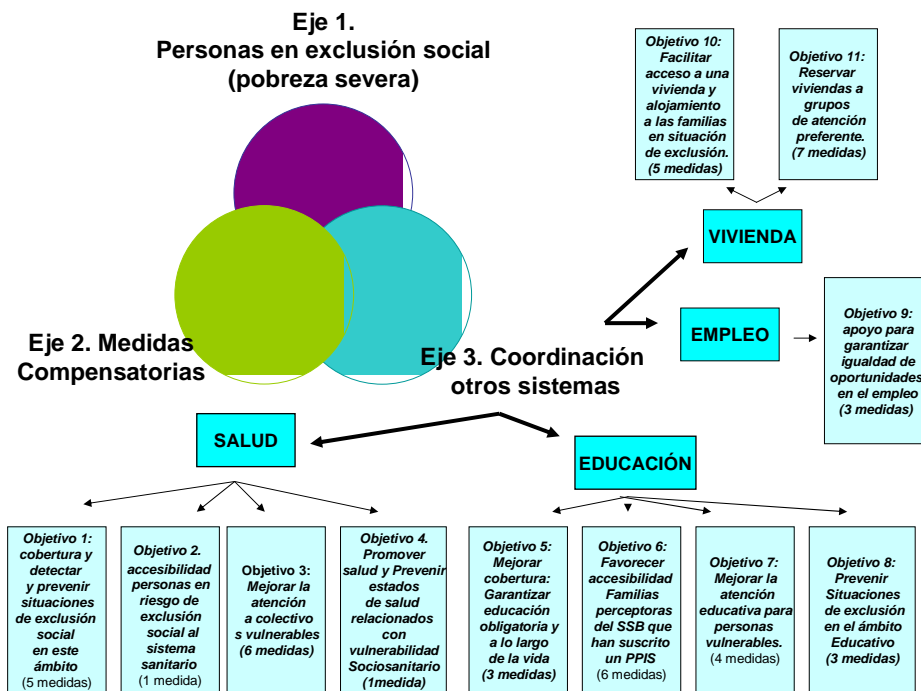 Eje 1.
Personas en exclusión social
(pobreza severa)
Objetivo 10:
Facilitar
acceso a una
vivienda y
alojamiento
a las familias
en situación
de exclusión.
(5 medidas)
Objetivo 11:
Reservar
viviendas a
grupos
de atención
preferente.
(7 medidas)
VIVIENDA
EMPLEO
Objetivo 9:
apoyo para
garantizar
igualdad de
oportunidades
en el empleo
(3 medidas)
Eje 2. Medidas
Compensatorias
Eje 3. Coordinación
otros sistemas
SALUD
EDUCACIÓN
Objetivo 1:
cobertura y
detectar
y prevenir
situaciones
de exclusión
social
en este
ámbito
(5 medidas)
Objetivo 2.
accesibilidad
personas en
riesgo de
exclusión
social al
sistema
sanitario
(1 medida)
Objetivo 3:
Mejorar la
atención
a colectivo
s vulnerables
(6 medidas)
Objetivo 4.
Promover
salud y Prevenir
estados
de salud
relacionados
con
vulnerabilidad
Sociosanitario
(1medida)
Objetivo 5:
Mejorar
cobertura:
Garantizar
educación
obligatoria y
a lo largo
de la vida
(3 medidas)
Objetivo 6:
Favorecer
accesibilidad
Familias
perceptoras
del SSB que
han suscrito
un PPIS
(6 medidas)
Objetivo 7:
Mejorar la
atención
educativa para
personas
vulnerables.
(4 medidas)
Objetivo 8:
Prevenir
Situaciones
de exclusión
en el ámbito
Educativo
(3 medidas)